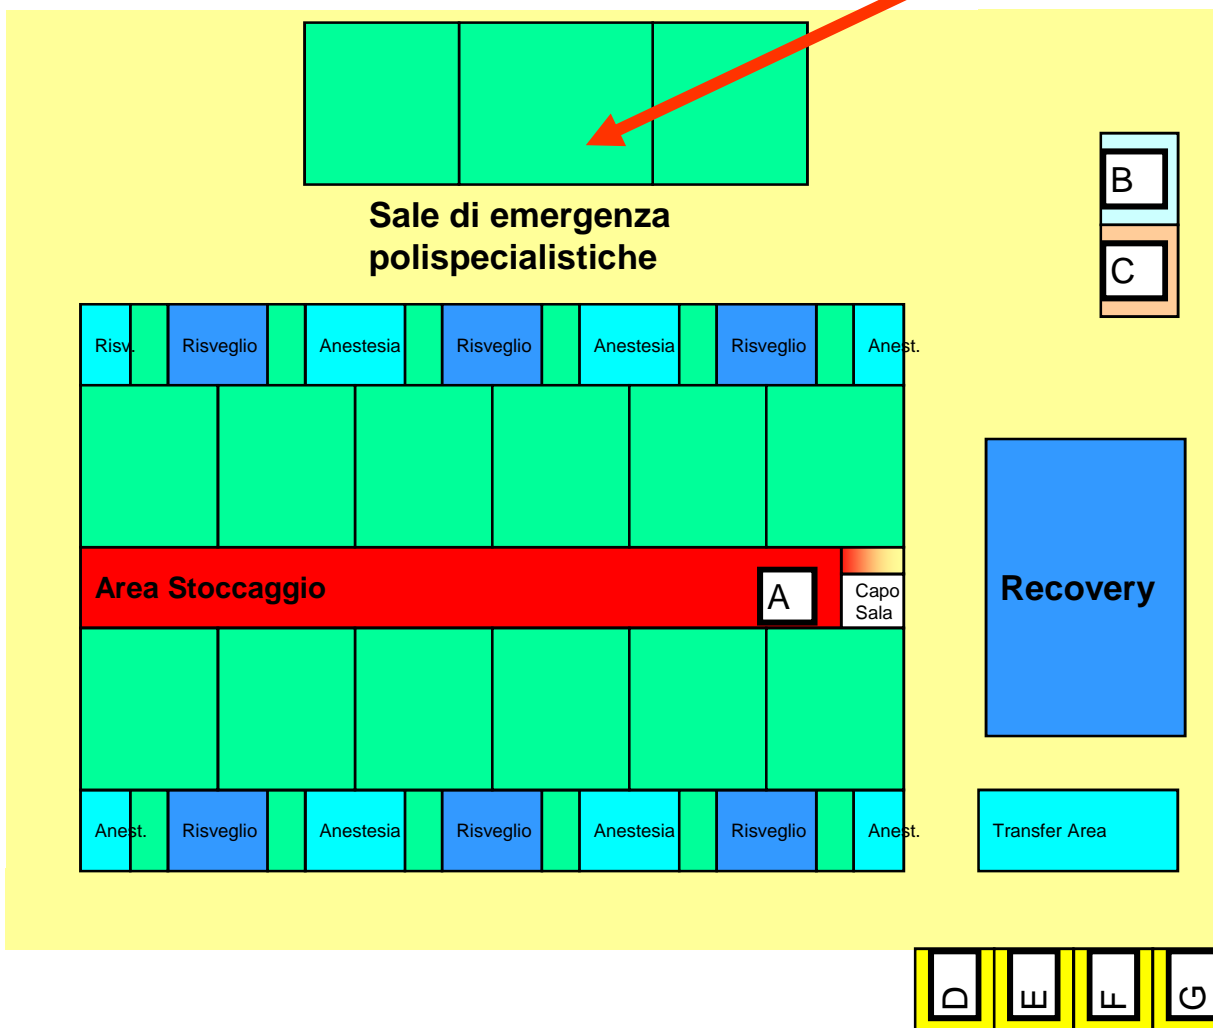 B
Sale di emergenza
polispecialistiche
C
Risv. Risveglio Anestesia Risveglio Anestesia Risveglio Anest.
Area Stoccaggio
A
Capo
Sala
Recovery
Anest. Risveglio Anestesia Risveglio Anestesia Risveglio Anest.
Transfer Area
D E F G